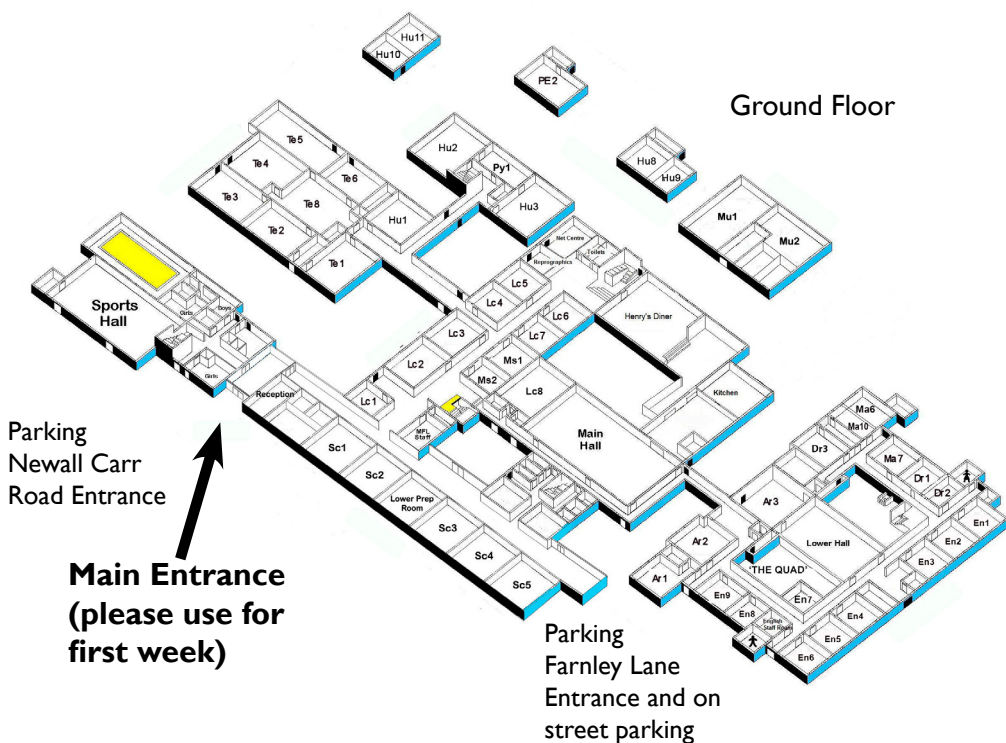 Hu11
Hu10
PE2
Ground Floor
Te5
Te4
Te6
Te3
Te8
Te2
Hu1
Te1
Hu2
Py1
Hu3
Hu8
Hu9
Mu1
Mu2
Net Centre
Toilets
Reprographics
Lc5
Lc4
Lc6
Lc3
Lc7
Lc2
Ms1
Ms2
Lc8
Lc1
Henry's Diner
Kitchen
Sports
Hall
Girls
Boys
Girls
Reception
MFL
Staff
Main
Hall
Sc1
Sc2
Lower Prep
Room
Sc3
Sc4
Sc5
Ma6
Ma10
Dr3
Ma7
Dr1
Dr2
Ar3
Ar2
Ar1
Lower Hall
En1
En2
En3
'THE QUAD'
En9
En7
En8
En4
English
Staff Room
En5
En6
Parking
Newall Carr
Road Entrance
Main Entrance
(please use for
first week)
Parking
Farnley Lane
Entrance and on
street parking